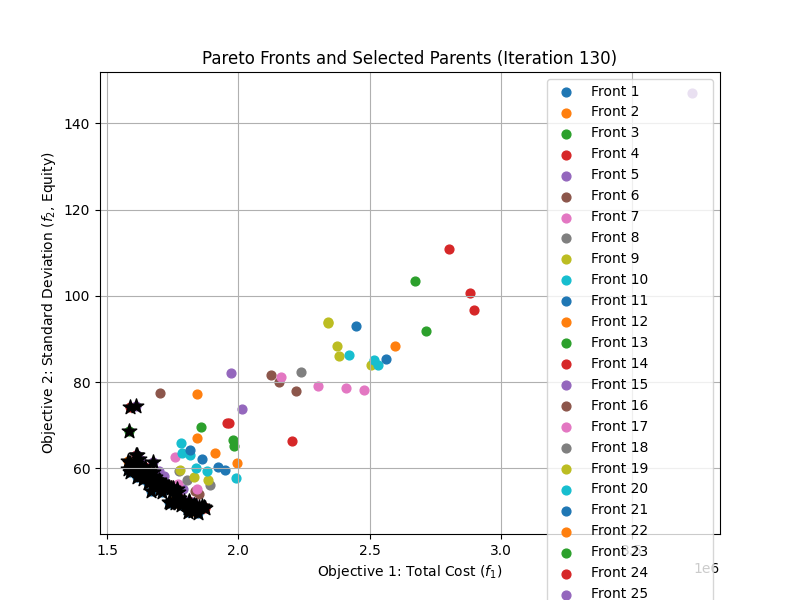 Pareto Fronts and Selected Parents (Iteration 130)
Objective 2: Standard Deviation (f2, Equity)
140
120
100
80
60
1.5
2.0
2.5
3.0
1e6
Objective 1: Total Cost (f1)
Front 1
Front 2
Front 3
Front 4
Front 5
Front 6
Front 7
Front 8
Front 9
Front 10
Front 11
Front 12
Front 13
Front 14
Front 15
Front 16
Front 17
Front 18
Front 19
Front 20
Front 21
Front 22
Front 23
Front 24
Front 25